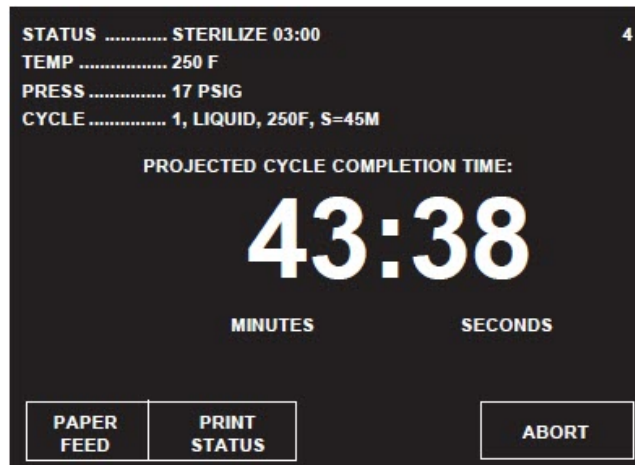 STATUS ............ STERILIZE 03:00 4
TEMP ................. 250 F
PRESS ............... 17 PSIG
CYCLE ............... 1, LIQUID, 250F, S=45M
PROJECTED CYCLE COMPLETION TIME:
43:38
MINUTES SECONDS
PAPER FEED
PRINT STATUS
ABORT